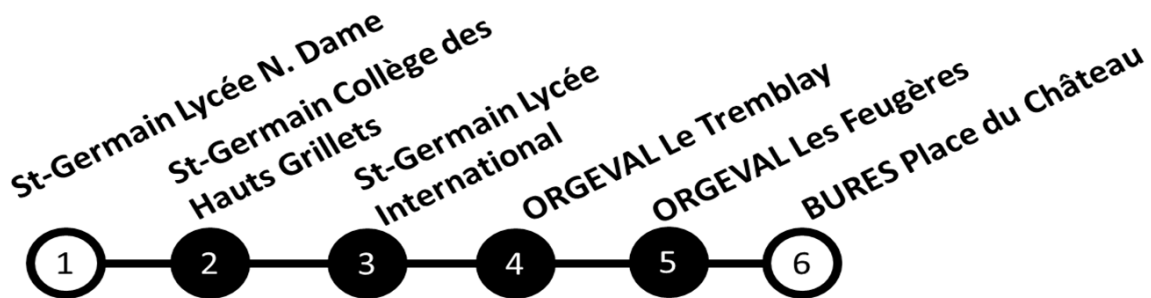 St-Germain Lycée N. Dame
St-Germain Collège des
Hauts Grillets
St-Germain Lycée
International
ORGEVAL Le Tremblay
ORGEVAL Les Feugères
BURES Place du Château
1
2
3
4
5
6